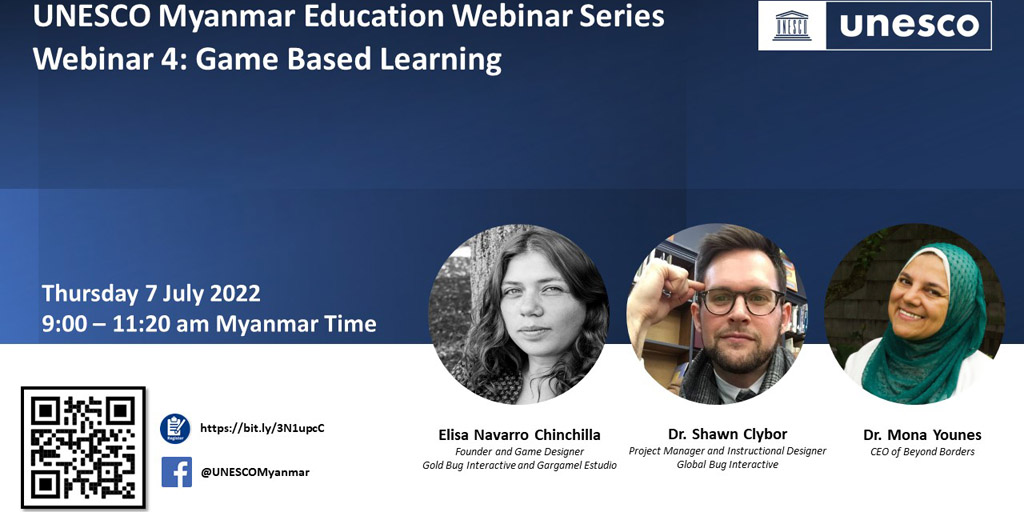 UNESCO Myanmar Education Webinar Series
Webinar 4: Game Based Learning
UNESCO
unesco
Thursday 7 July 2022
9:00 – 11:20 am Myanmar Time
Register
https://bit.ly/3N1upcC
@UNESCOMyanmar
Elisa Navarro Chinchilla
Founder and Game Designer
Gold Bug Interactive and Gargamel Estudio
Dr. Shawn Clybor
Project Manager and Instructional Designer
Global Bug Interactive
Dr. Mona Younes
CEO of Beyond Borders